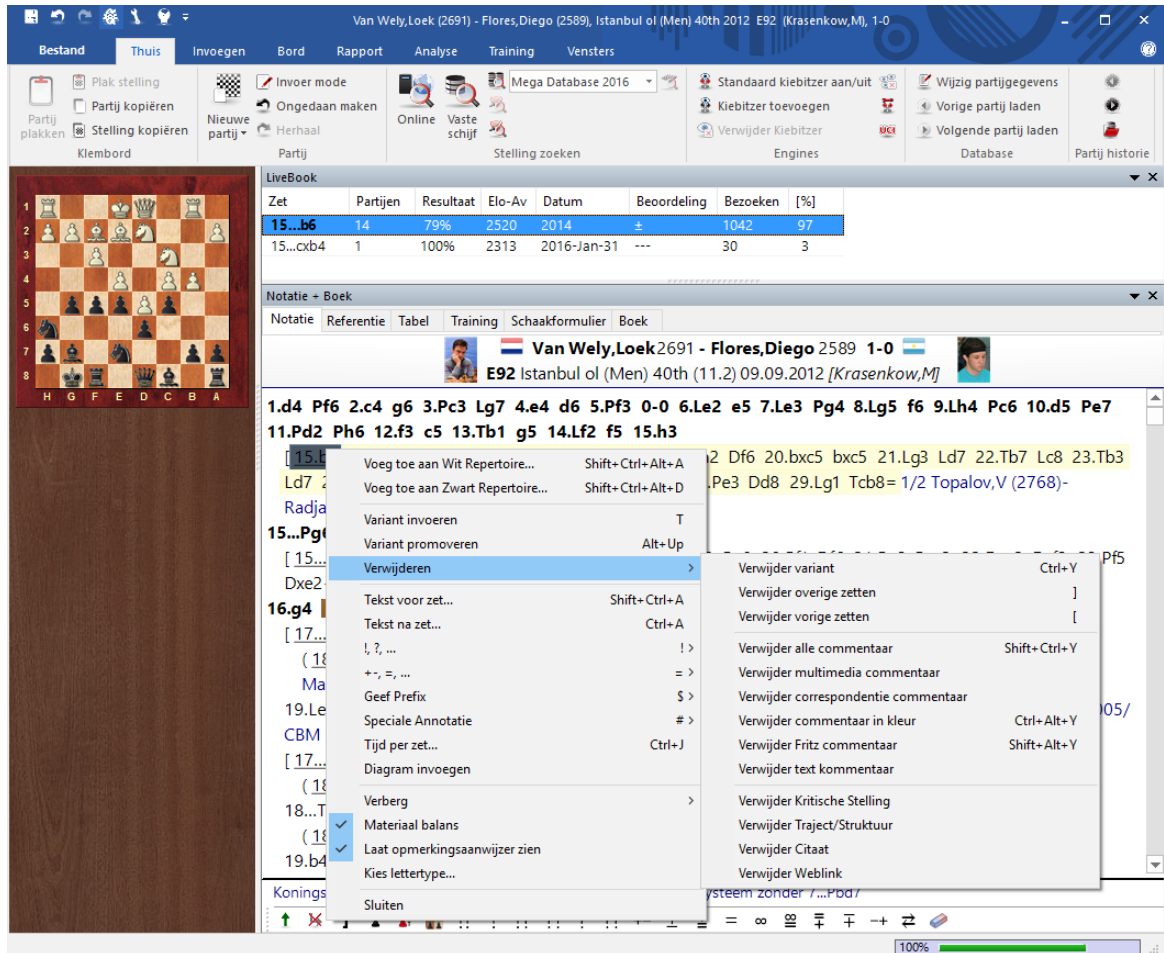 Van Wely,Loek (2691) - Flores,Diego (2589), Istanbul ol (Men) 40th 2012 E92 (Krasenkow,M), 1-0
Bestand Thuis Invoegen Bord Rapport Analyse Training Vensters
Partij plakken
Plak stelling
Partij kopiëren
Stelling kopiëren
Klembord
Nieuwe partij
Invoer mode
Ongedaan maken
Herhaal
Partij
Online
Vaste schijf
Mega Database 2016
Stelling zoeken
Standaard kiebitzer aan/uit
Kiebitzer toevoegen
Verwijder Kiebitzer
UCI
Engines
Wijzig partijgegevens
Vorige partij laden
Volgende partij laden
Database
Partij historie
1
2
3
4
5
6
7
8
H G F E D C B A
LiveBook
Zet Partijen Resultaat Elo-Av Datum Beoordeling Bezoeken [%]
15...b6 14 79% 2520 2014 ± 1042 97
15...cxb4 1 100% 2313 2016-Jan-31 --- 30 3
Notatie + Boek
Notatie Referentie Tabel Training Schaakformulier Boek
Van Wely,Loek2691 - Flores,Diego 2589 1-0
E92 Istanbul ol (Men) 40th (11.2) 09.09.2012 [Krasenkow,M]
1.d4 Pf6 2.c4 g6 3.Pc3 Lg7 4.e4 d6 5.Pf3 0-0 6.Le2 e5 7.Le3 Pg4 8.Lg5 f6 9.Lh4 Pc6 10.d5 Pe7
11.Pd2 Ph6 12.f3 c5 13.Tb1 g5 14.Lf2 f5 15.h3
Df6 20.bxc5 bxc5 21.Lg3 Ld7 22.Tb7 Lc8 23.Tb3
Ld7 .Pe3 Dd8 29.Lg1 Tcb8= 1/2 Topalov,V (2768)-
Radja
15...Pg6
[ 15...
Dxe2
16.g4
[ 17...
( 18
Ma
19.Le
005/
CBM
[ 17...
( 18
18...T
( 18
19.b4
Voeg toe aan Wit Repertoire... Shift+Ctrl+Alt+A
Voeg toe aan Zwart Repertoire... Shift+Ctrl+Alt+D
Variant invoeren T
Variant promoveren Alt+Up
Verwijderen >
Tekst voor zet... Shift+Ctrl+A
Tekst na zet... Ctrl+A
!, ?, ... ! >
+-, =, ... = >
Geef Prefix $ >
Speciale Annotatie # >
Tijd per zet... Ctrl+J
Diagram invoegen
Verberg >
Materiaal balans
Laat opmerkingsaanwijzer zien
Kies lettertype...
Sluiten
Verwijder variant Ctrl+Y
Verwijder overige zetten ]
Verwijder vorige zetten [
Verwijder alle commentaar Shift+Ctrl+Y
Verwijder multimedia commentaar
Verwijder correspondentie commentaar
Verwijder commentaar in kleur Ctrl+Alt+Y
Verwijder Fritz commentaar Shift+Alt+Y
Verwijder text kommentaar
Verwijder Kritische Stelling
Verwijder Traject/Struktuur
Verwijder Citaat
Verwijder Weblink
Konings
= ∞ -+
100%